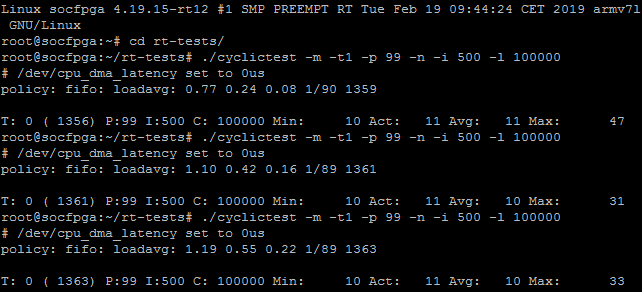 Linux socfpga 4.19.15-rt12 #1 SMP PREEMPT RT Tue Feb 19 09:44:24 CET 2019 armv7l
GNU/Linux
root@socfpga:~# cd rt-tests/
root@socfpga:~/rt-tests# ./cyclictest -m -t1 -p 99 -n -i 500 -l 100000
# /dev/cpu_dma_latency set to 0us
policy: fifo: loadavg: 0.77 0.24 0.08 1/90 1359
T: 0 ( 1356) P:99 I:500 C: 100000 Min: 10 Act: 11 Avg: 11 Max: 47
root@socfpga:~/rt-tests# ./cyclictest -m -t1 -p 99 -n -i 500 -l 100000
# /dev/cpu_dma_latency set to 0us
policy: fifo: loadavg: 1.10 0.42 0.16 1/89 1361
T: 0 ( 1361) P:99 I:500 C: 100000 Min: 10 Act: 11 Avg: 10 Max: 31
root@socfpga:~/rt-tests# ./cyclictest -m -t1 -p 99 -n -i 500 -l 100000
# /dev/cpu_dma_latency set to 0us
policy: fifo: loadavg: 1.19 0.55 0.22 1/89 1363
T: 0 ( 1363) P:99 I:500 C: 100000 Min: 10 Act: 11 Avg: 10 Max: 33